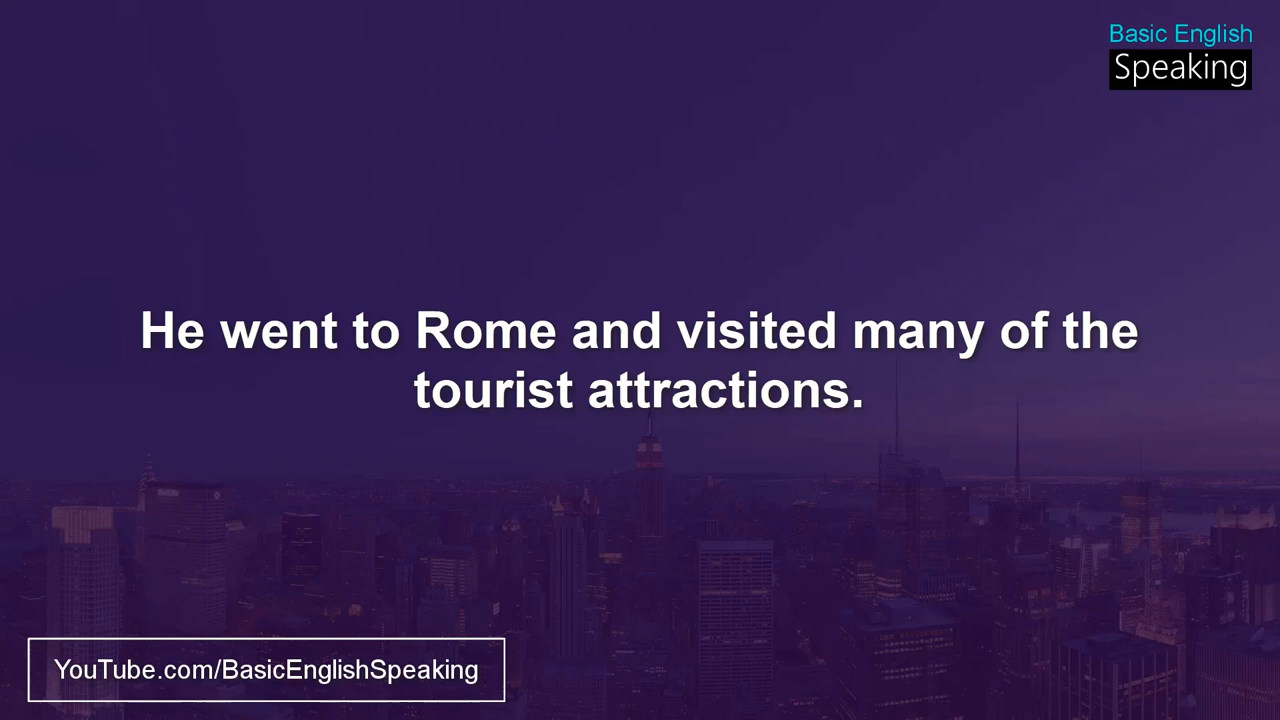 Basic English
Speaking
He went to Rome and visited many of the
tourist attractions.
YouTube.com/BasicEnglishSpeaking